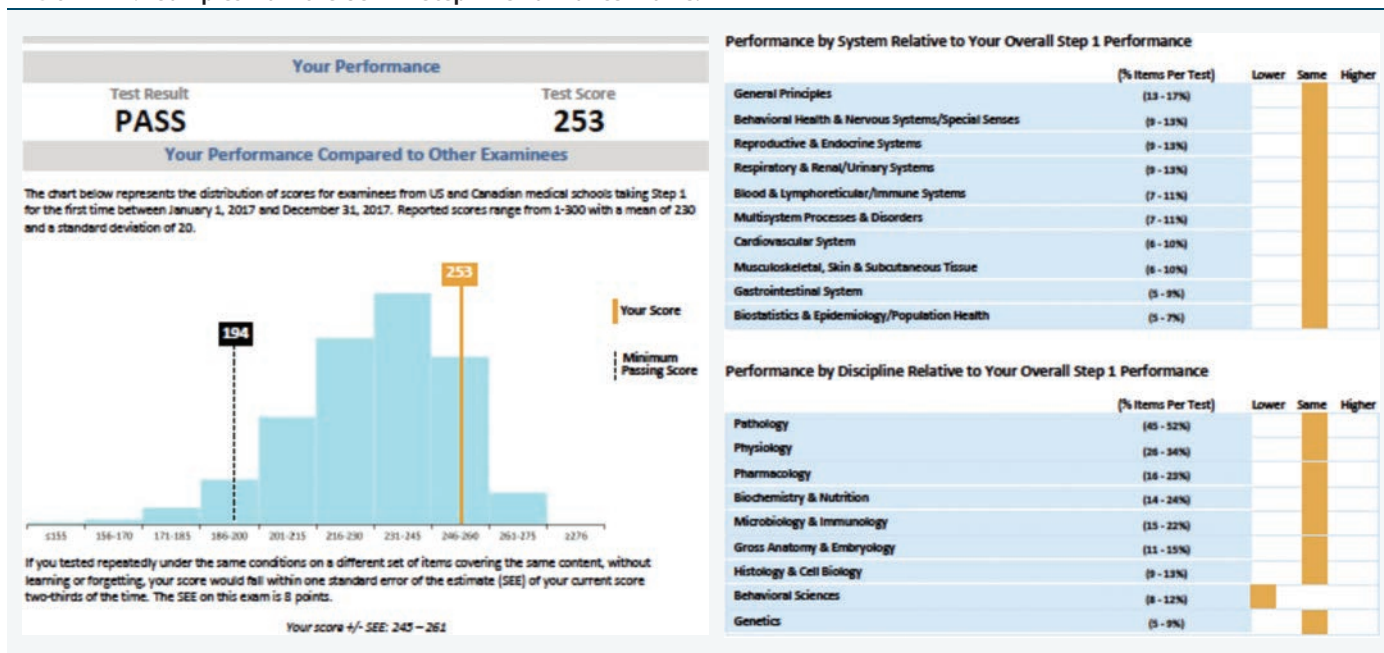 Your Performance
Test Result Test Score
PASS 253
Your Performance Compared to Other Examinees
The chart below represents the distribution of scores for examinees from US and Canadian medical schools taking Step 1
for the first time between January 1, 2017 and December 31, 2017. Reported scores range from 1-300 with a mean of 230
and a standard deviation of 20.
253
194
Your Score
Minimum
Passing Score
≤155 156-170 171-185 186-200 201-215 216-230 231-245 246-260 261-275 ≥276
If you tested repeatedly under the same conditions on a different set of items covering the same content, without
learning or forgetting, your score would fall within one standard error of the estimate (SEE) of your current score
two-thirds of the time. The SEE on this exam is 8 points.
Your score +/- SEE: 245 – 261
Performance by System Relative to Your Overall Step 1 Performance
(% Items Per Test) Lower Same Higher
General Principles (13 - 17%)
Behavioral Health & Nervous Systems/Special Senses (9 - 13%)
Reproductive & Endocrine Systems (9 - 13%)
Respiratory & Renal/Urinary Systems (9 - 13%)
Blood & Lymphoreticular/Immune Systems (7 - 11%)
Multisystem Processes & Disorders (7 - 11%)
Cardiovascular System (6 - 10%)
Musculoskeletal, Skin & Subcutaneous Tissue (6 - 10%)
Gastrointestinal System (5 - 9%)
Biostatistics & Epidemiology/Population Health (5 - 7%)
Performance by Discipline Relative to Your Overall Step 1 Performance
(% Items Per Test) Lower Same Higher
Pathology (45 - 52%)
Physiology (26 - 34%)
Pharmacology (16 - 23%)
Biochemistry & Nutrition (14 - 24%)
Microbiology & Immunology (15 - 22%)
Gross Anatomy & Embryology (11 - 15%)
Histology & Cell Biology (9 - 13%)
Behavioral Sciences (8 - 12%)
Genetics (5 - 9%)